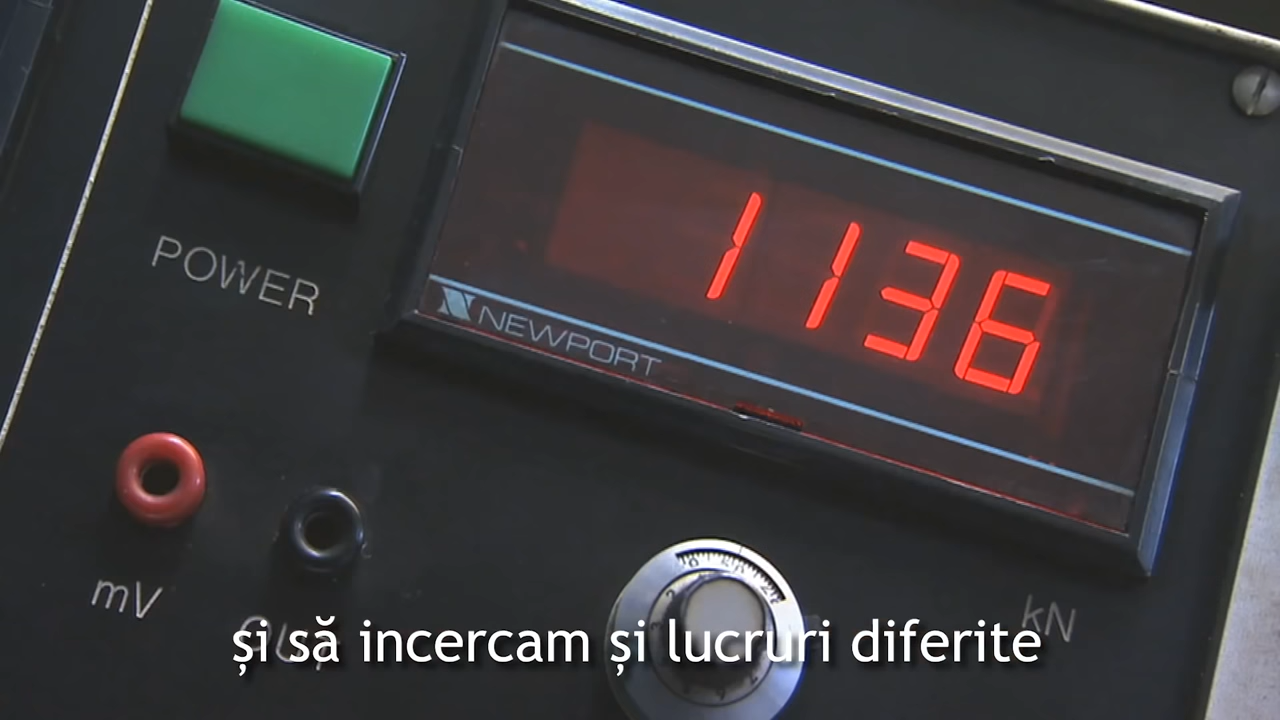 POWER
1136
NEWPORT
mV
kN
și să incercam și lucruri diferite